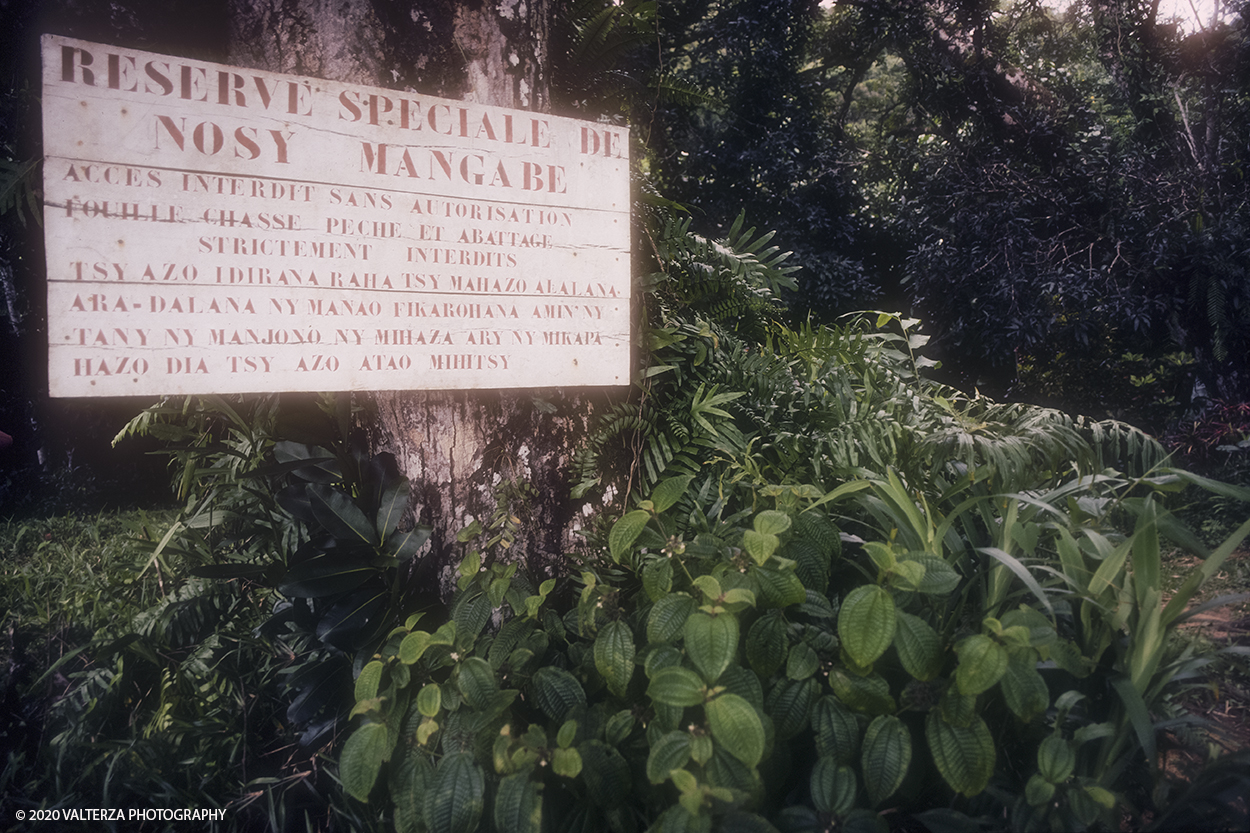 RESERVE SPECIALE DE
NOSY MANGABE
ACCES INTERDIT SANS AUTORISATION
FOUILLE CHASSE PECHE ET ABATTAGE
STRICTEMENT INTERDITS
TSY AZO IDIRANA RAHA TSY MAHAZO ALALANA
ARA-DALANA NY MANAO FIKAROHANA AMIN'NY
TANY NY MANJONO NY MIHAZA ARY NY MIKAPA
HAZO DIA TSY AZO ATAO MIHITSY
© 2020 VALTERZA PHOTOGRAPHY